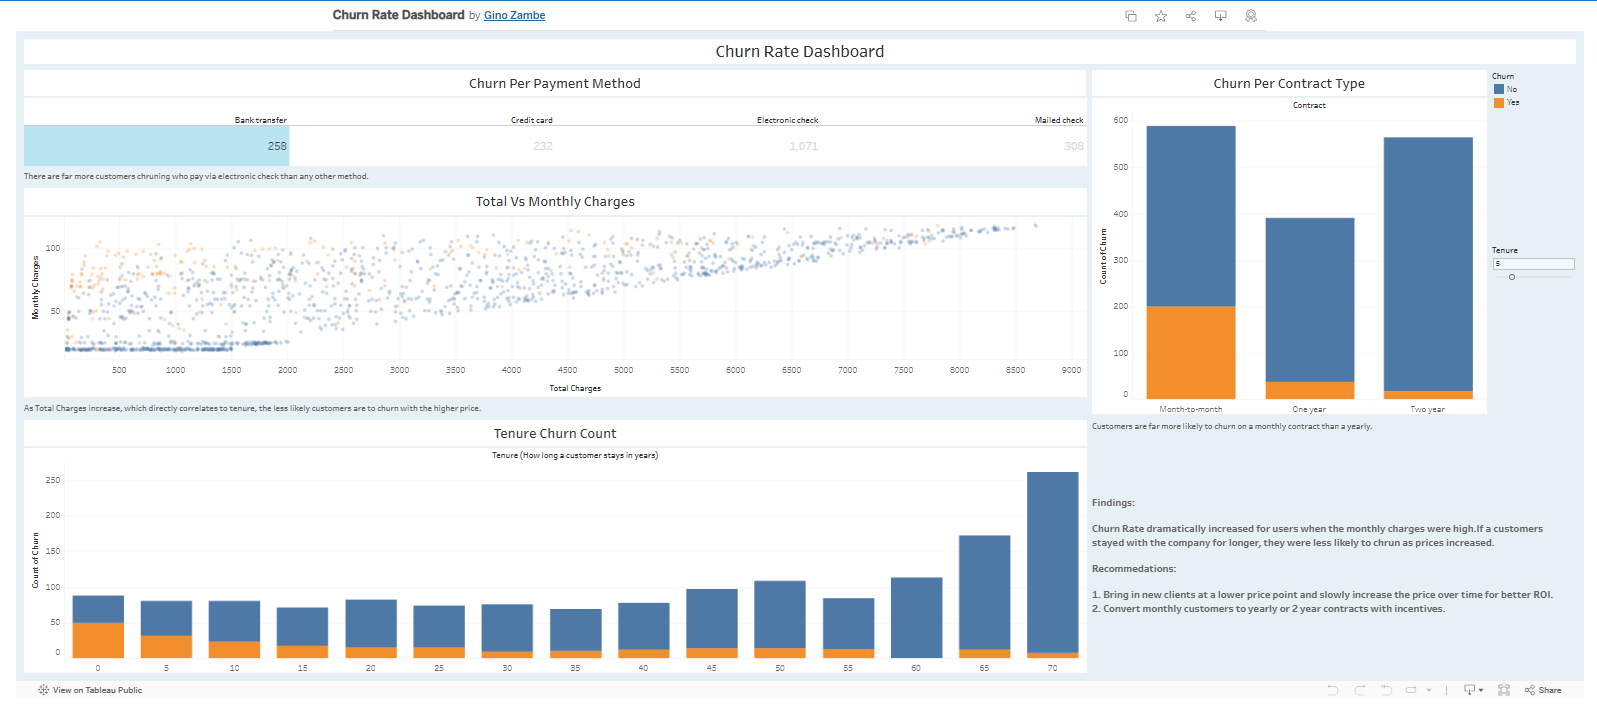 Churn Rate Dashboard by Gino Zambe
Churn Rate Dashboard
Churn Per Payment Method
Bank transfer Credit card Electronic check Mailed check
258 232 1,071 308
There are far more customers chruning who pay via electronic check than any other method.
Total Vs Monthly Charges
Monthly Charges
100
50
500 1000 1500 2000 2500 3000 3500 4000 4500 5000 5500 6000 6500 7000 7500 8000 8500 9000
Total Charges
As Total Charges increase, which directly correlates to tenure, the less likely customers are to churn with the higher price.
Tenure Churn Count
Tenure (How long a customer stays in years)
Count of Churn
250
200
150
100
50
0
0 5 10 15 20 25 30 35 40 45 50 55 60 65 70
Churn Per Contract Type
Contract
Count of Churn
600
500
400
300
200
100
0
Month-to-month One year Two year
Customers are far more likely to churn on a monthly contract than a yearly.
Churn
No
Yes
Tenure
5
Findings:
Churn Rate dramatically increased for users when the monthly charges were high.If a customers
stayed with the company for longer, they were less likely to chrun as prices increased.
Recommedations:
1. Bring in new clients at a lower price point and slowly increase the price over time for better ROI.
2. Convert monthly customers to yearly or 2 year contracts with incentives.
View on Tableau Public
Share